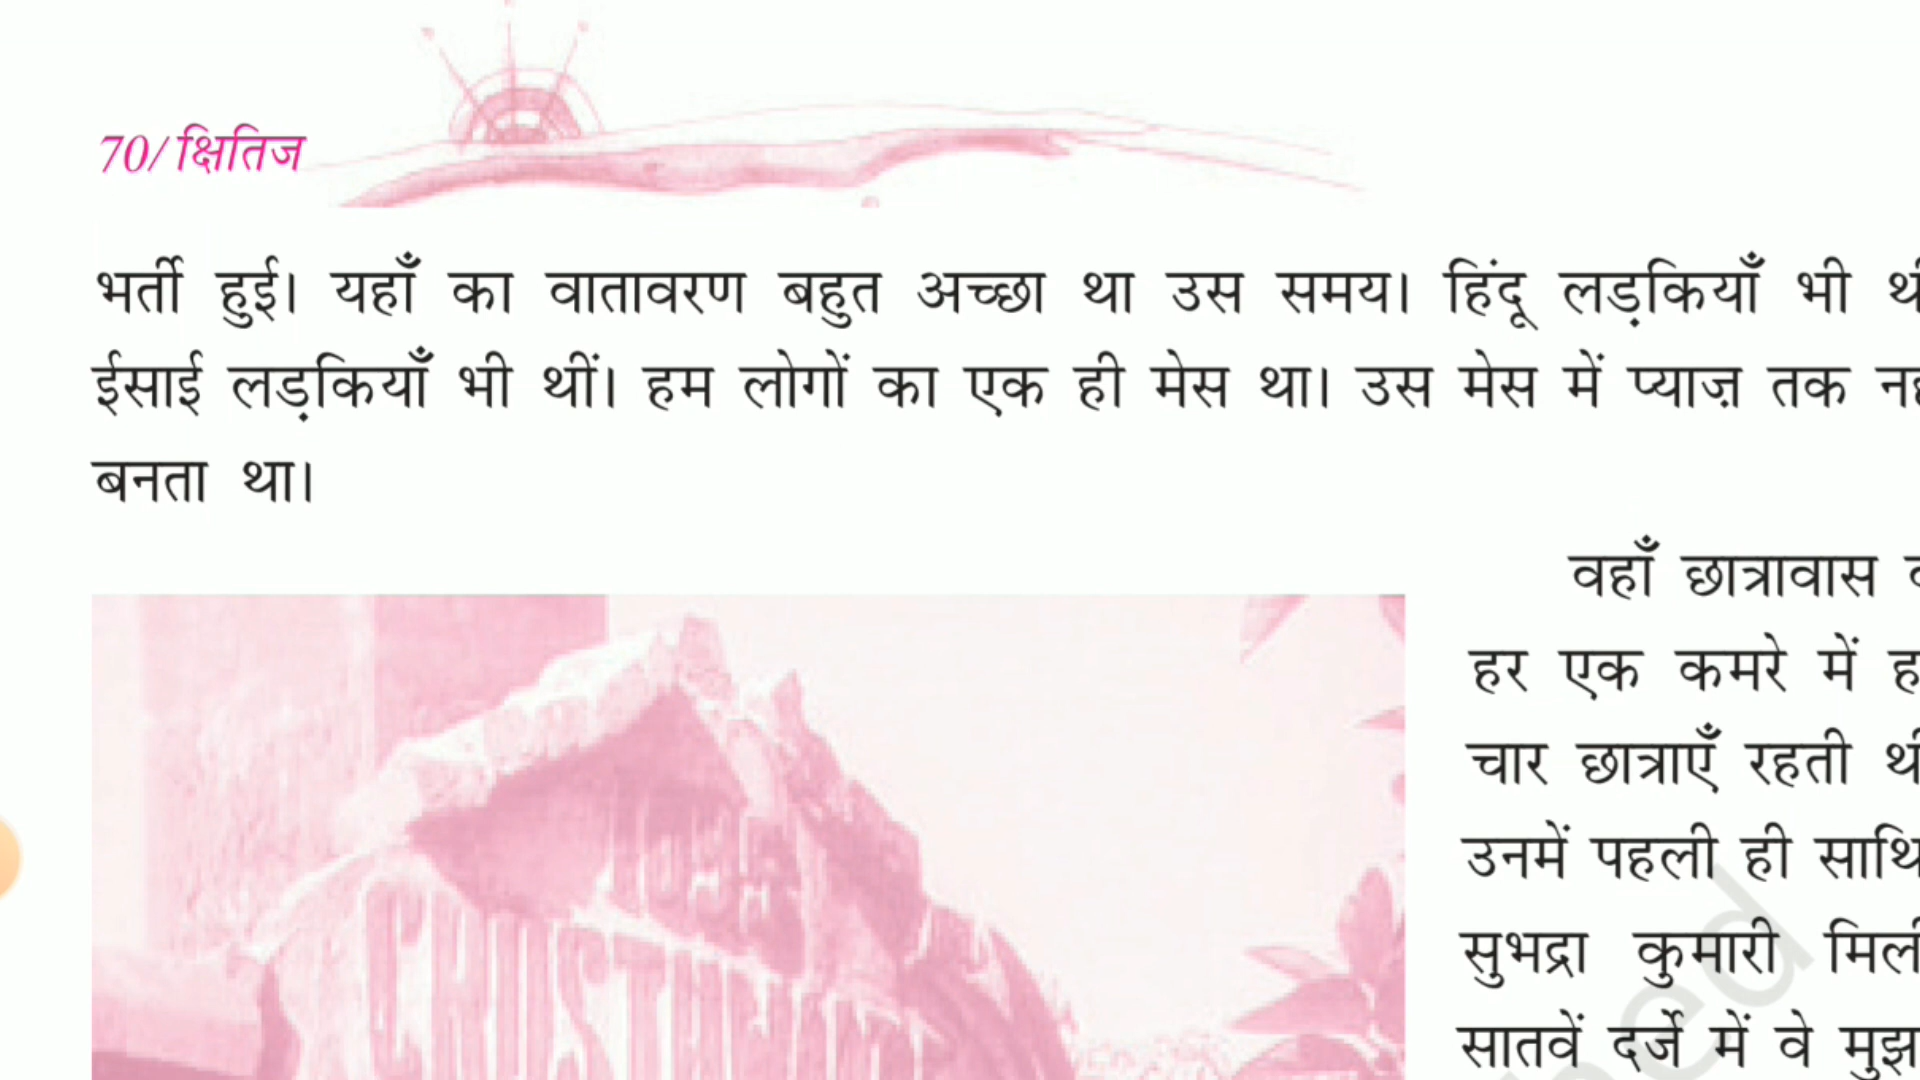 70/ क्षितिज
भर्ती हुई। यहाँ का वातावरण बहुत अच्छा था उस समय। हिंदू लड़कियाँ भी
ईसाई लड़कियाँ भी थीं। हम लोगों का एक ही मेस था। उस मेस में प्याज़ तक
बनता था।
वहाँ छात्रावास
हर एक कमरे में
चार छात्राएँ रहती
उनमें पहली ही
सुभद्रा कुमारी
सातवें दर्जे में वे